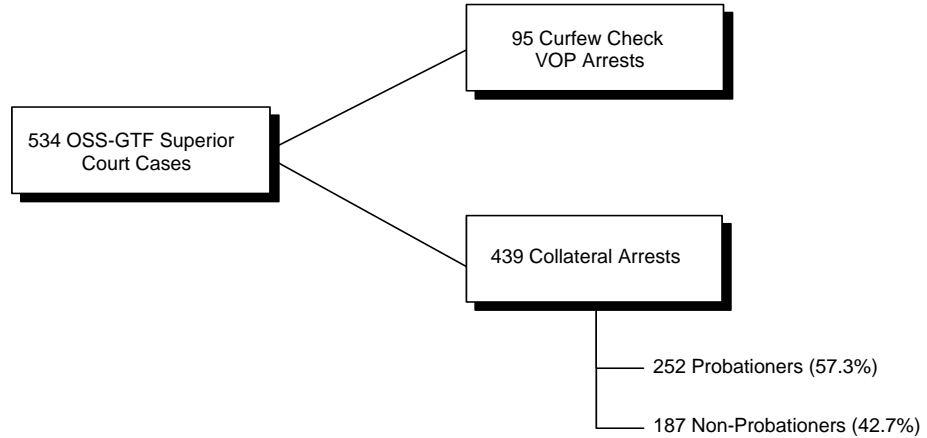 95 Curfew Check
VOP Arrests
534 OSS-GTF Superior
Court Cases
439 Collateral Arrests
252 Probationers (57.3%)
187 Non-Probationers (42.7%)